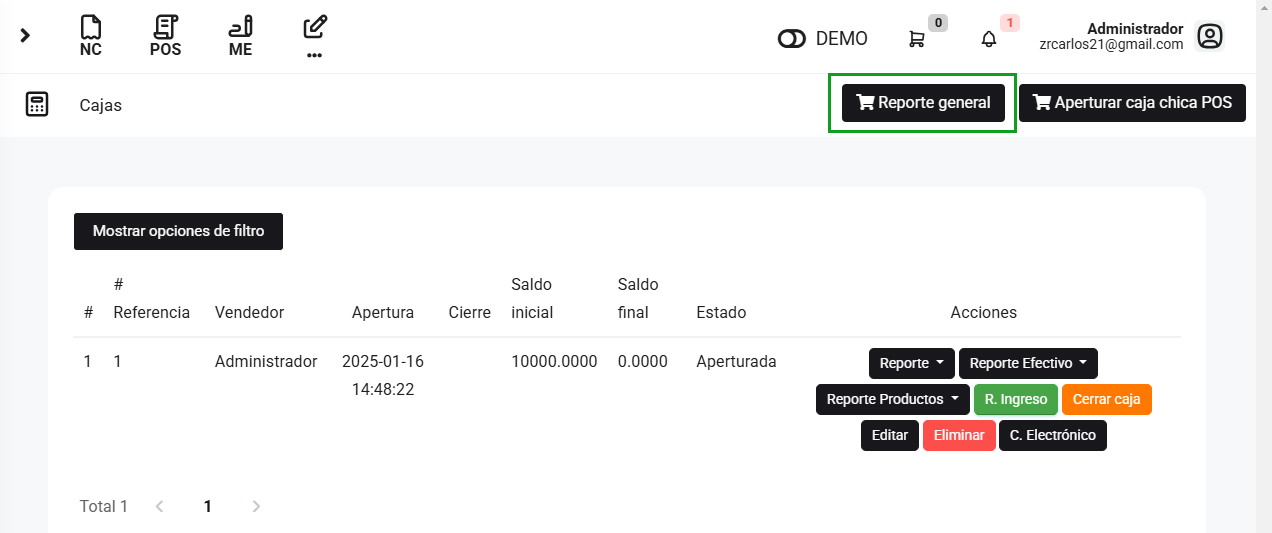 NC POS ME ...
DEMO 0 1 Administrador
zrcarlos21@gmail.com
Cajas Reporte general Aperturar caja chica POS
Mostrar opciones de filtro
# # Referencia Vendedor Apertura Cierre Saldo inicial Saldo final Estado Acciones
1 1 Administrador 2025-01-16 14:48:22 10000.0000 0.0000 Aperturada Reporte Reporte Efectivo
Reporte Productos R. Ingreso Cerrar caja
Editar Eliminar C. Electrónico
Total 1 1